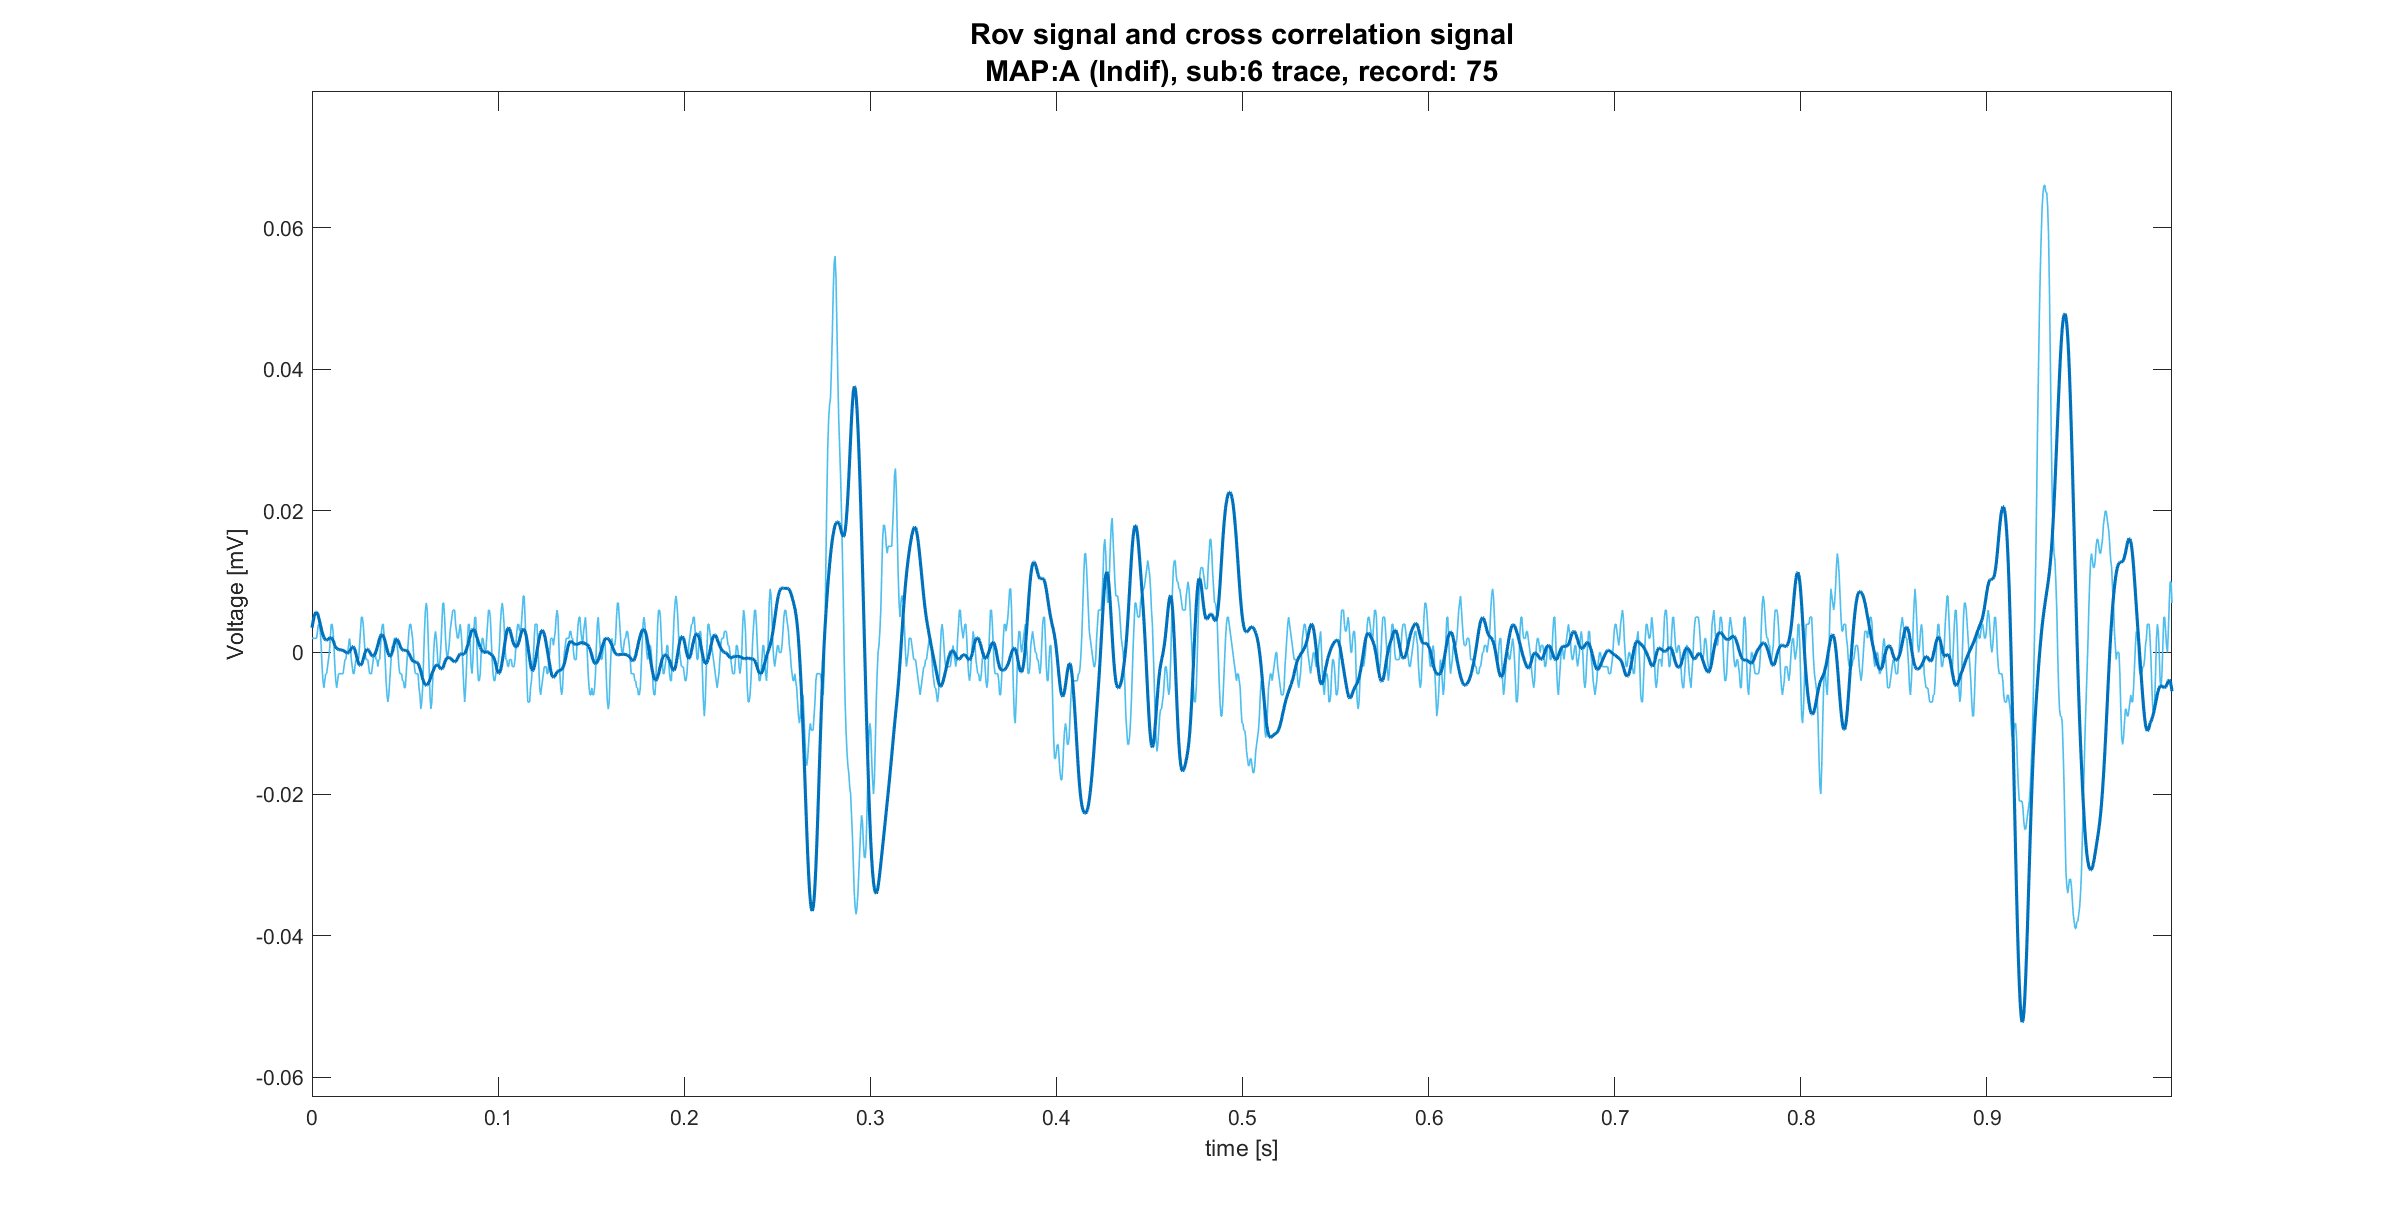 Rov signal and cross correlation signal
MAP:A (Indif), sub:6 trace, record: 75
Voltage [mV]
0.06
0.04
0.02
0
-0.02
-0.04
-0.06
0 0.1 0.2 0.3 0.4 0.5 0.6 0.7 0.8 0.9
time [s]